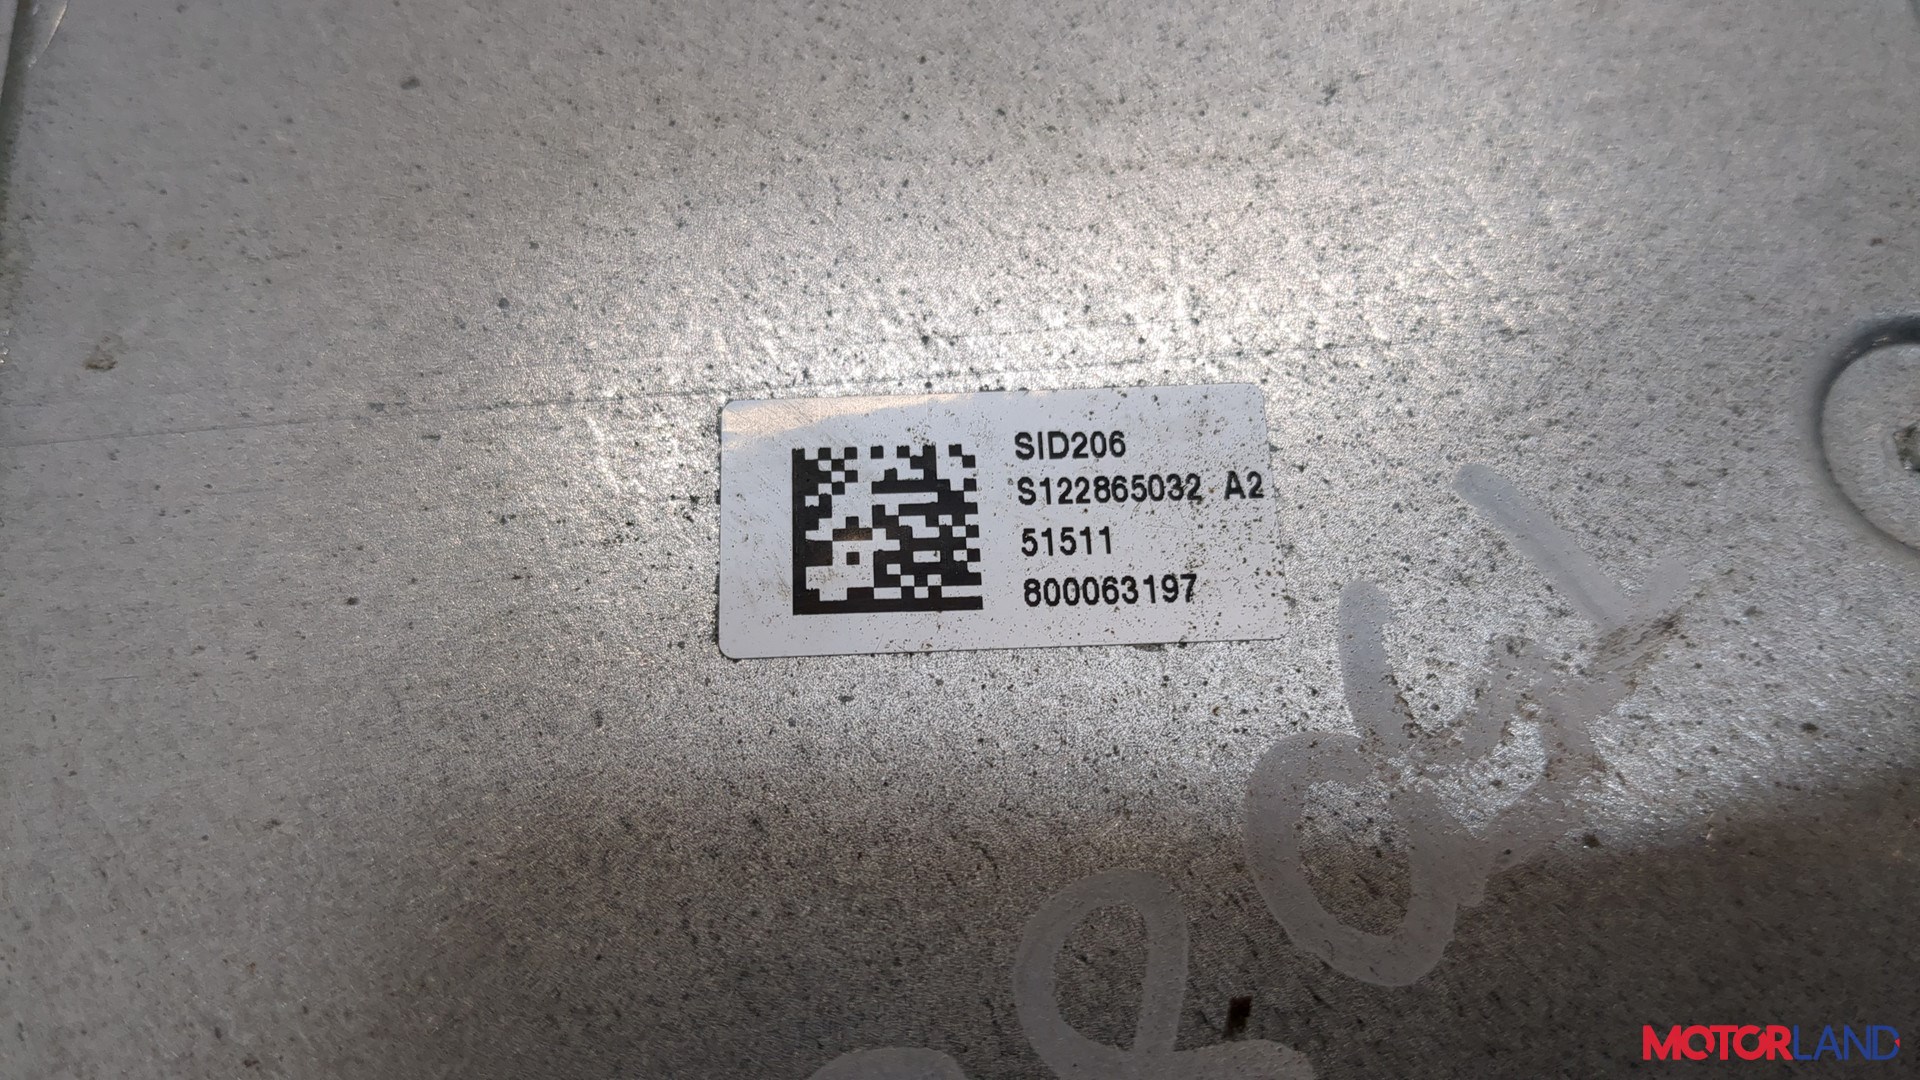 SID206
S122865032 A2
51511
800063197
MOTORLAND